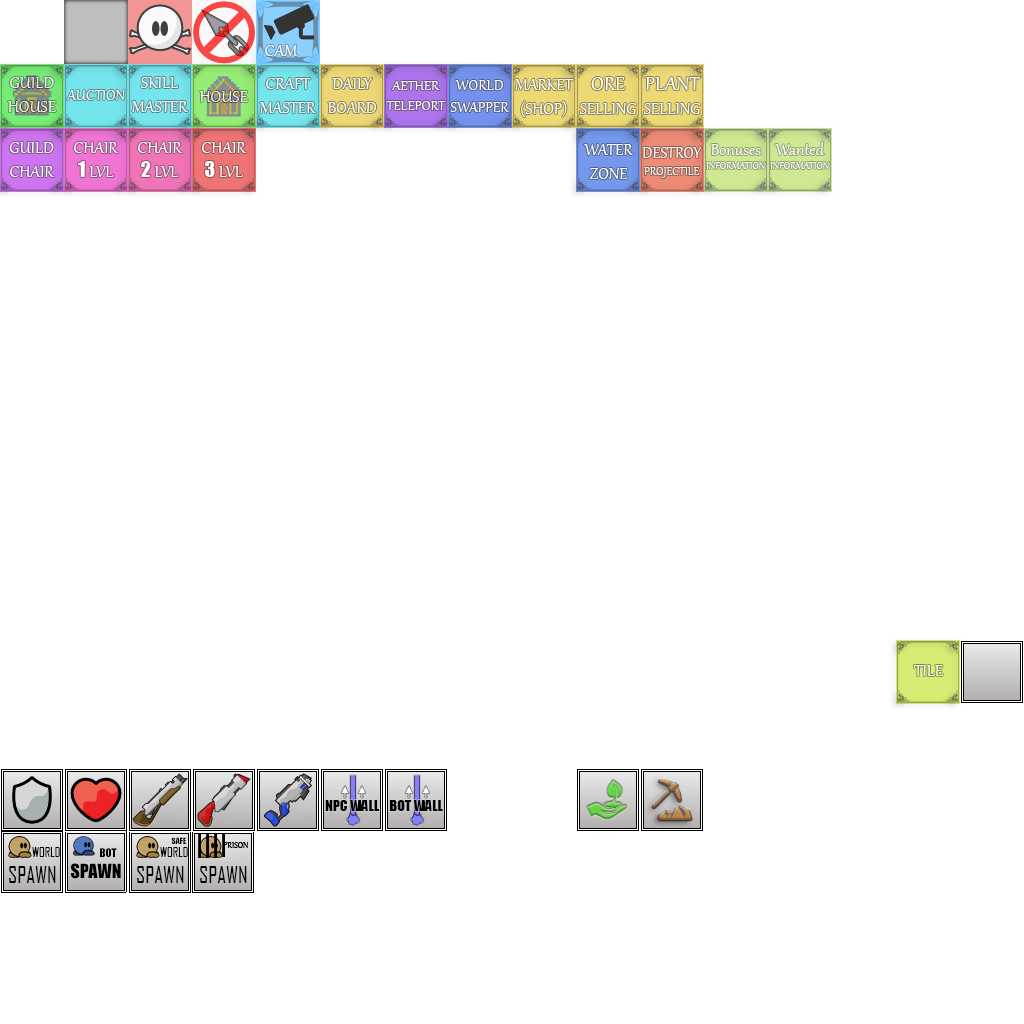 CAM
GUILD
HOUSE
AUCTION
SKILL
MASTER
HOUSE
CRAFT
MASTER
DAILY
BOARD
AETHER
TELEPORT
WORLD
SWAPPER
MARKET
(SHOP)
ORE
SELLING
PLANT
SELLING
GUILD
CHAIR
CHAIR
1 LVL
CHAIR
2 LVL
CHAIR
3 LVL
WATER
ZONE
DESTROY
PROJECTILE
Bonuses
INFORMATION
Wanted
INFORMATION
TILE
NPC WALL
BOT WALL
WORLD
SPAWN
BOT
SPAWN
SAFE
WORLD
SPAWN
PRISON
SPAWN